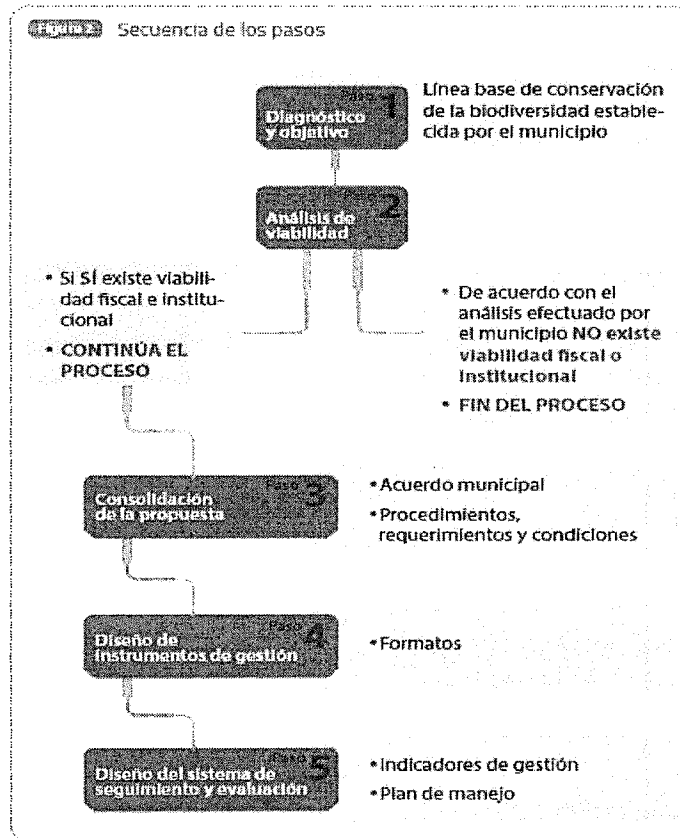 Figura 2 Secuencia de los pasos
Paso 1
Diagnóstico
y objetivo
Línea base de conservación
de la biodiversidad estable-
cida por el municipio
Paso 2
Análisis de
viabilidad
• Si SÍ existe viabili-
dad fiscal e institu-
cional
• CONTINÚA EL
PROCESO
• De acuerdo con el
análisis efectuado por
el municipio NO existe
viabilidad fiscal o
institucional
• FIN DEL PROCESO
Paso 3
Consolidación
de la propuesta
• Acuerdo municipal
• Procedimientos,
requerimientos y condiciones
Paso 4
Diseño de
instrumentos de gestión
• Formatos
Paso 5
Diseño del sistema de
seguimiento y evaluación
• Indicadores de gestión
• Plan de manejo